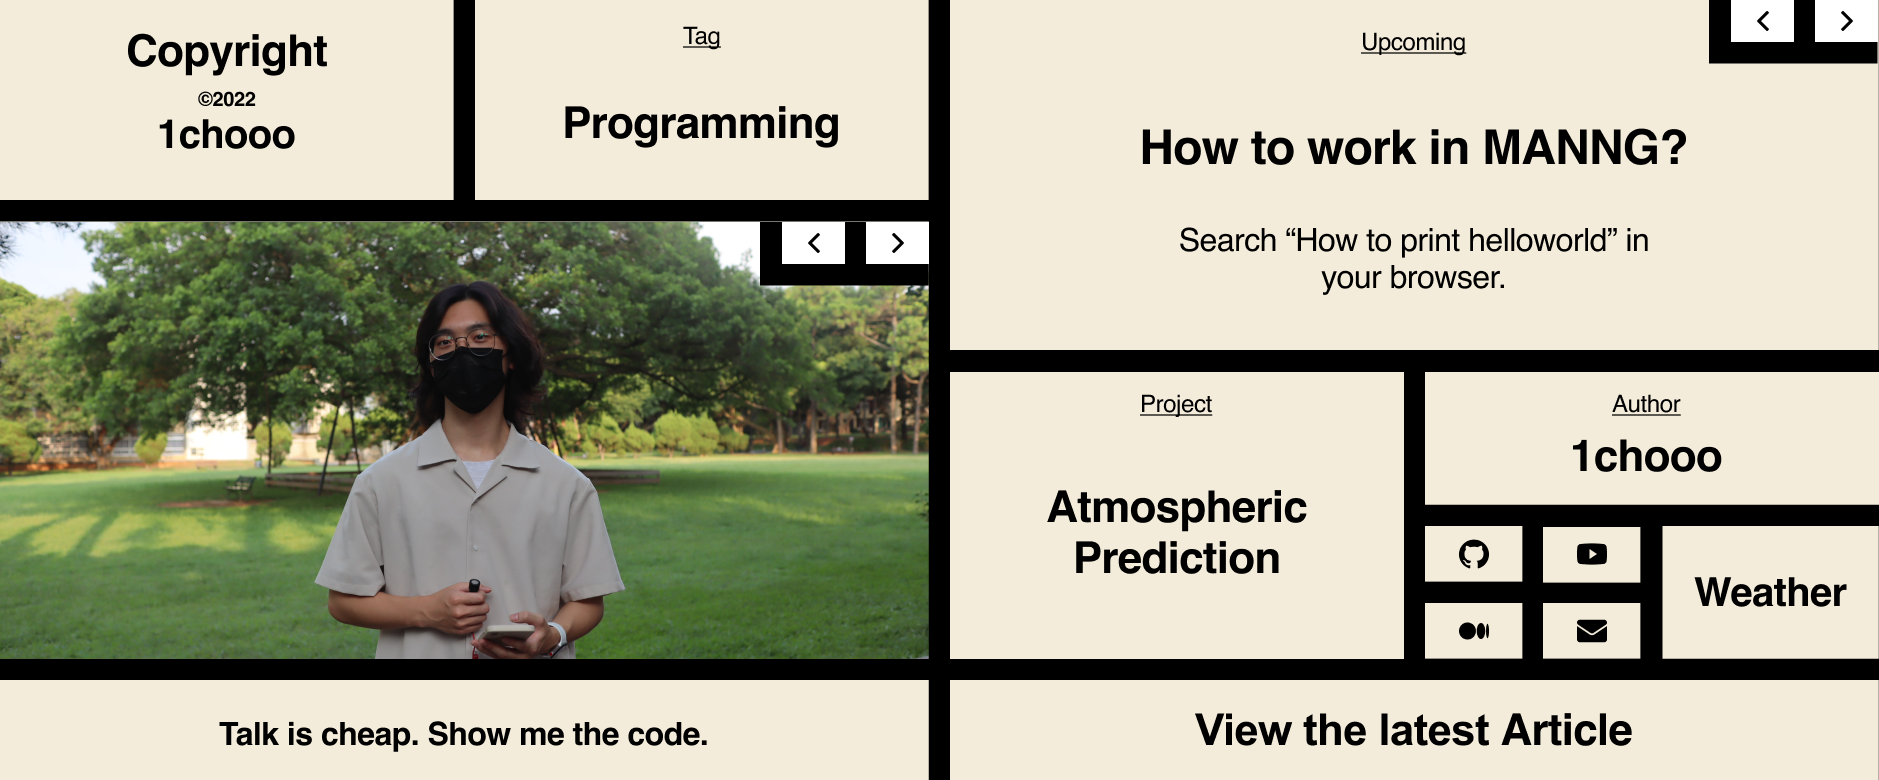 Copyright
©2022
1chooo
Tag
Programming
Upcoming
How to work in MANNG?
Search “How to print helloworld” in
your browser.
Project
Atmospheric
Prediction
Author
1chooo
Weather
Talk is cheap. Show me the code.
View the latest Article